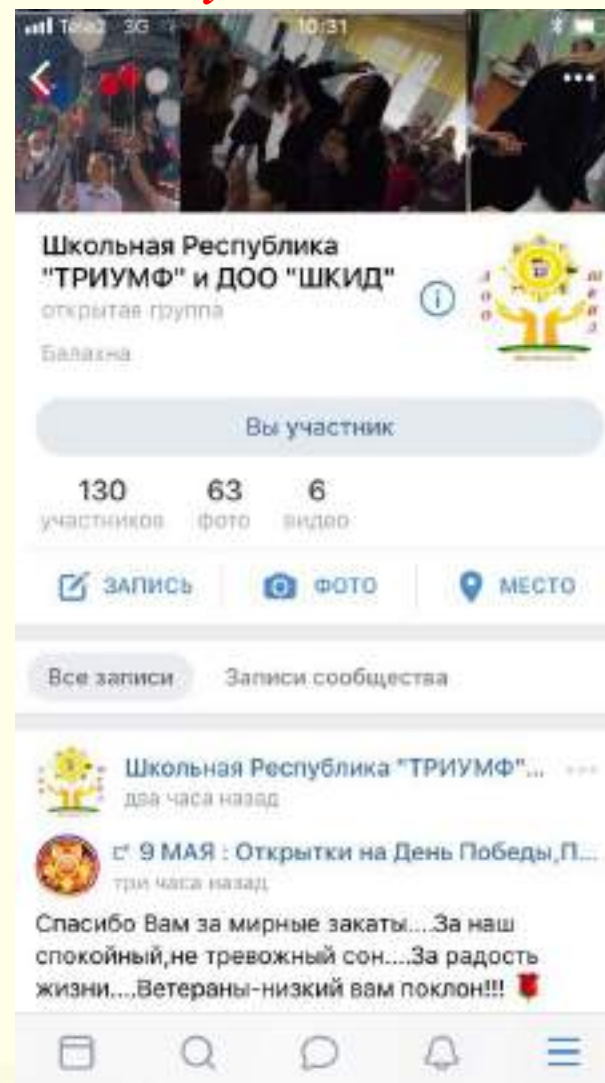 Tele2 3G 10:31
Школьная Республика
"ТРИУМФ" и ДОО "ШКИД"
открытая группа
Балахна
Вы участник
130 63 6
участников фото видео
ЗАПИСЬ ФОТО МЕСТО
Все записи Записи сообщества
Школьная Республика "ТРИУМФ"...
два часа назад
9 МАЯ : Открытки на День Победы,П...
три часа назад
Спасибо Вам за мирные закаты....За наш
спокойный,не тревожный сон....За радость
жизни....Ветераны-низкий вам поклон!!!